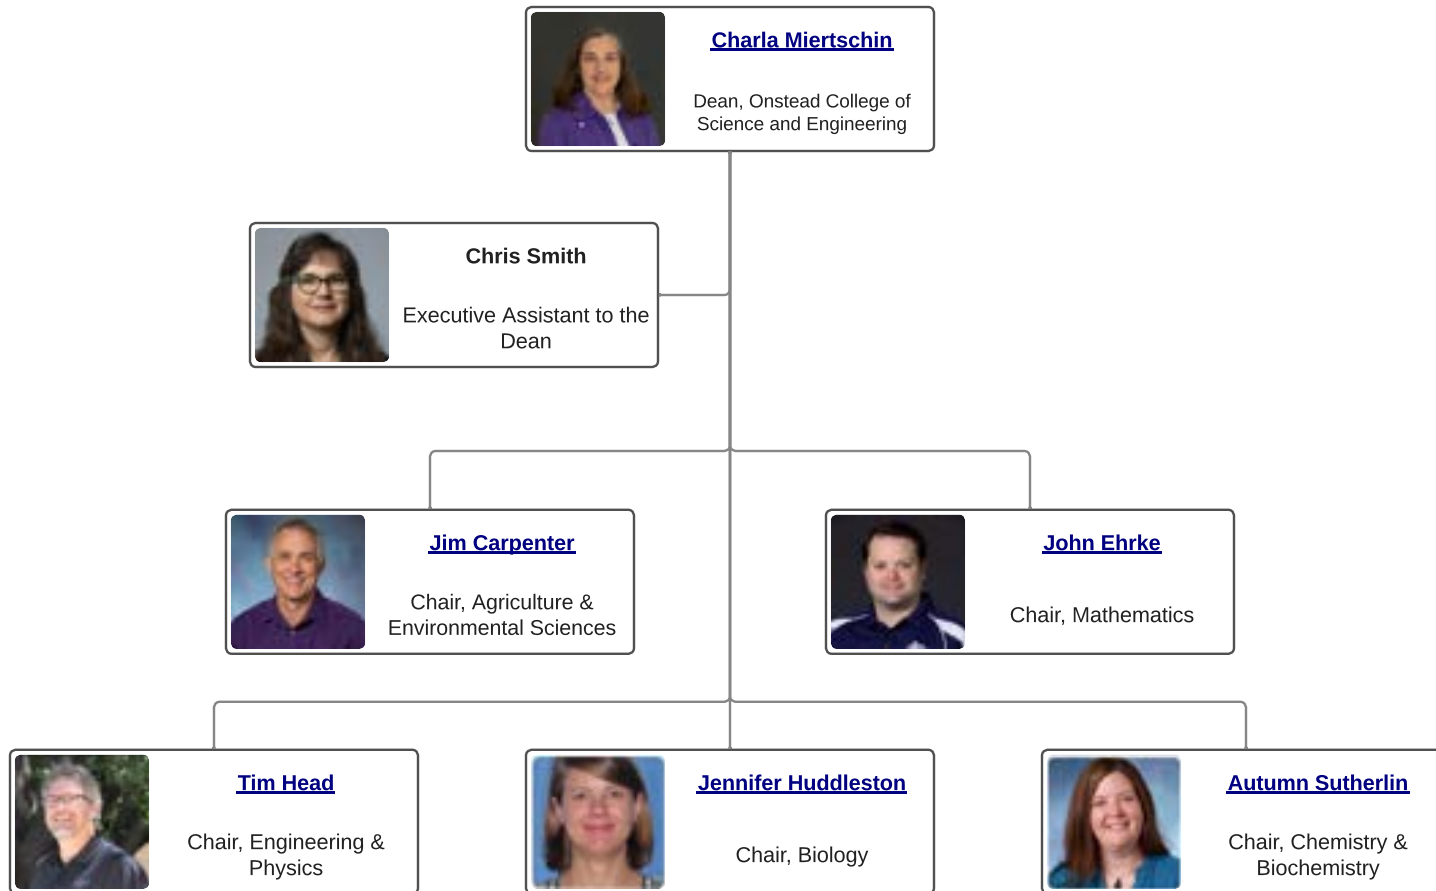 Charla Miertschin
Dean, Onstead College of
Science and Engineering
Chris Smith
Executive Assistant to the
Dean
Jim Carpenter
Chair, Agriculture &
Environmental Sciences
John Ehrke
Chair, Mathematics
Tim Head
Chair, Engineering &
Physics
Jennifer Huddleston
Chair, Biology
Autumn Sutherlin
Chair, Chemistry &
Biochemistry